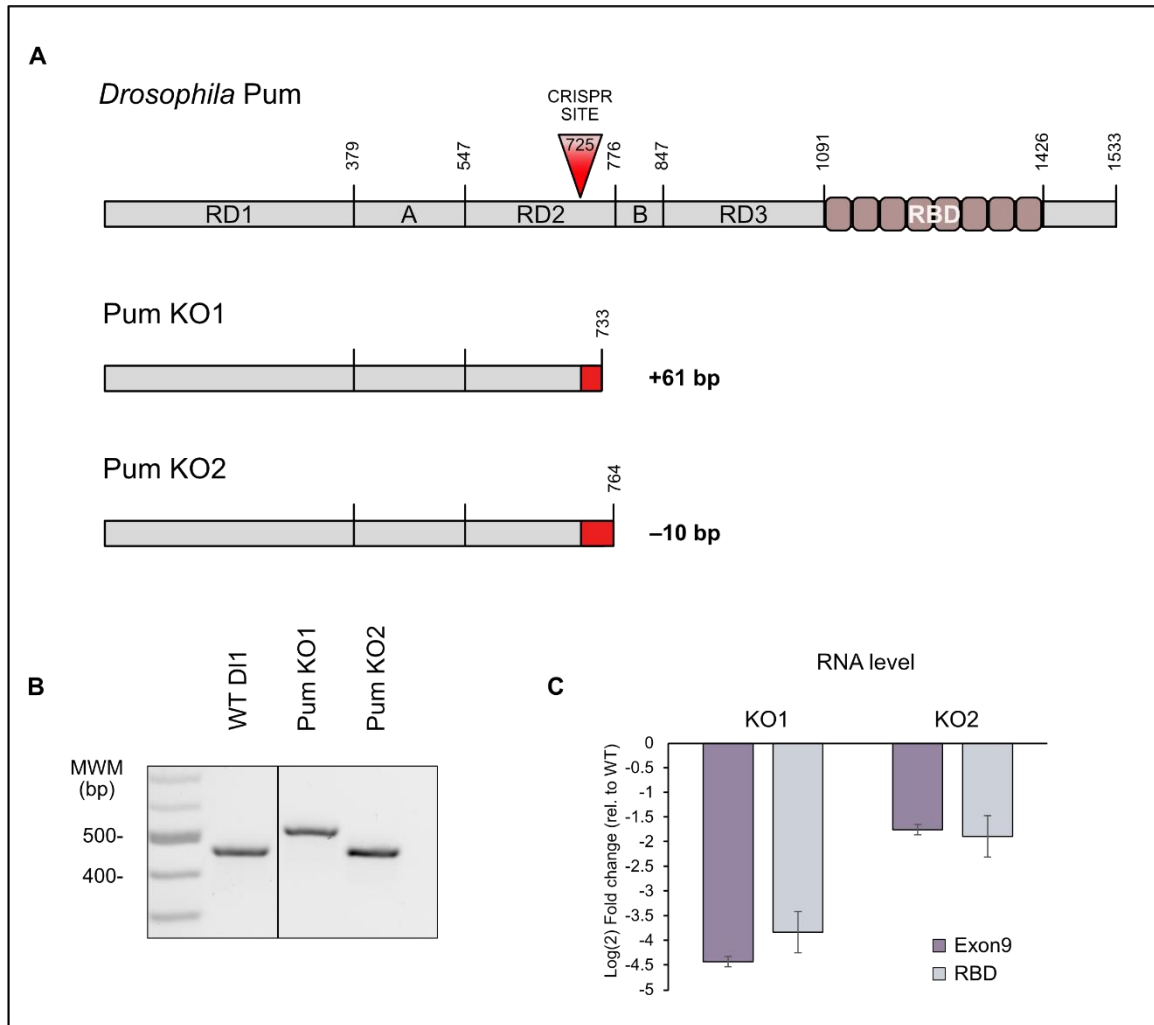 A
Drosophila Pum
CRISPR
SITE
725
379
547
776
847
1091
1426
1533
RD1
A
RD2
B
RD3
RBD
Pum KO1
733
+61 bp
Pum KO2
764
–10 bp
B
WT Dl1
Pum KO1
Pum KO2
MWM
(bp)
500-
400-
C
RNA level
KO1
KO2
Log(2) Fold change (rel. to WT)
0
-0.5
-1
-1.5
-2
-2.5
-3
-3.5
-4
-4.5
-5
Exon9
RBD